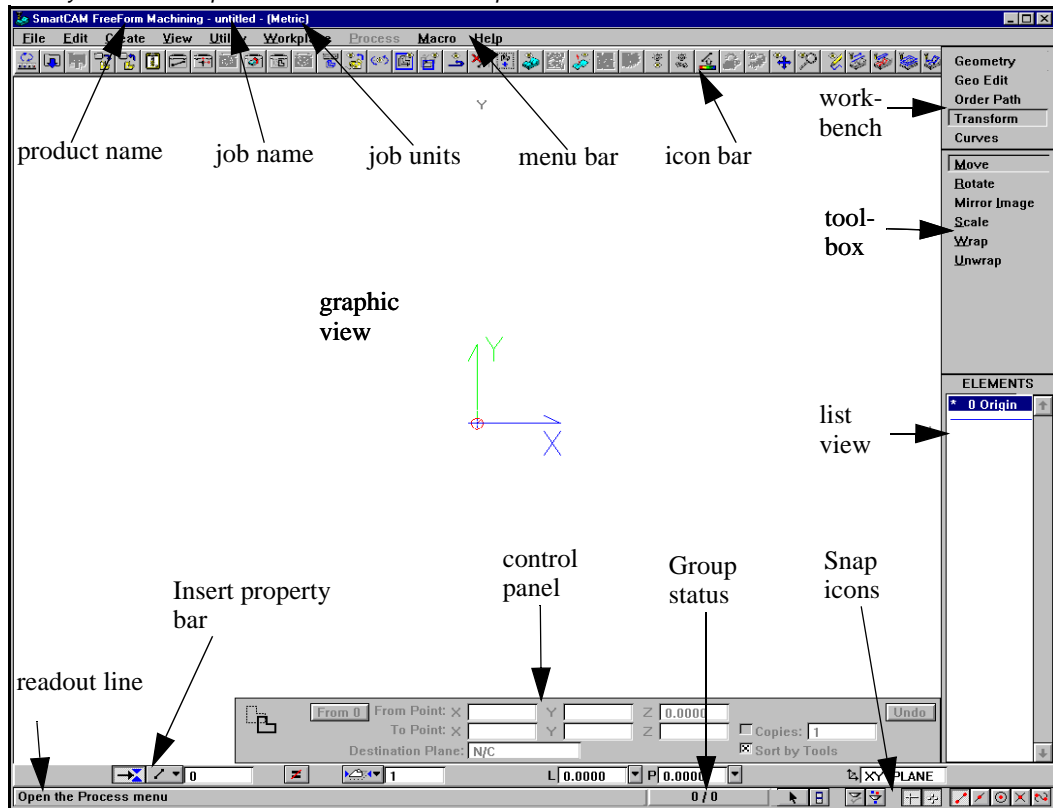 SmartCAM FreeForm Machining - untitled - (Metric)
File Edit Create View Utility Workplane Process Macro Help
Geometry
Geo Edit
Order Path
Transform
Curves
work-
bench
product name
job name
job units
menu bar
icon bar
Y
Move
Rotate
Mirror Image
Scale
Wrap
Unwrap
tool-
box
graphic
view
Y
X
ELEMENTS
* 0 Origin
list
view
control
panel
Group
status
Snap
icons
Insert property
bar
readout line
From 0 From Point: X Y Z 0.0000 Undo
To Point: X Y Z Copies: 1
Destination Plane: N/C Sort by Tools
0 1 L 0.0000 P 0.0000 XY PLANE
Open the Process menu 0 / 0